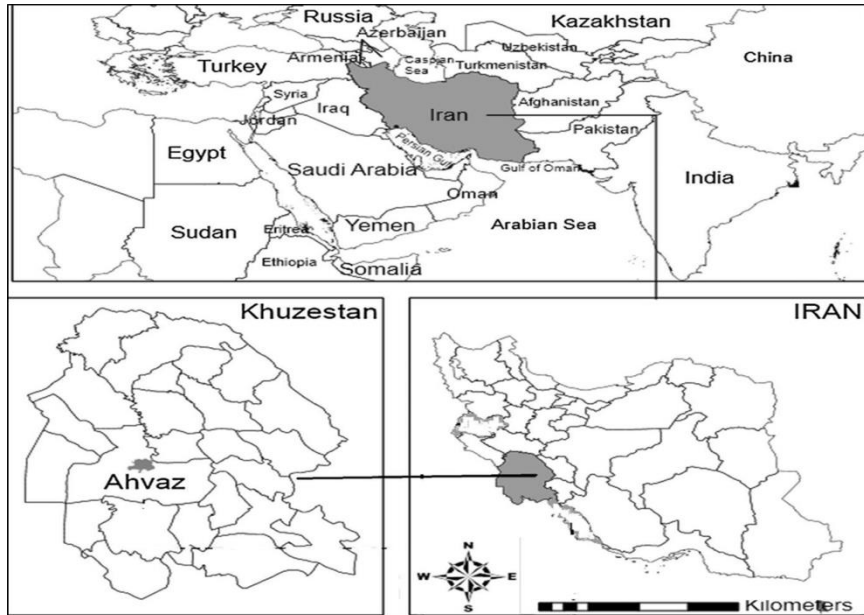 Russia
Kazakhstan
Azerbaijan
Uzbekistan
China
Armenia
Caspian
Sea
Turkmenistan
Turkey
Syria
Iraq
Iran
Afghanistan
Jordan
Pakistan
Persian Gulf
Egypt
Saudi Arabia
Gulf of Oman
India
Oman
Sudan
Eritrea
Yemen
Arabian Sea
Ethiopia
Somalia
Khuzestan
Ahvaz
IRAN
N
W
E
S
Kilometers